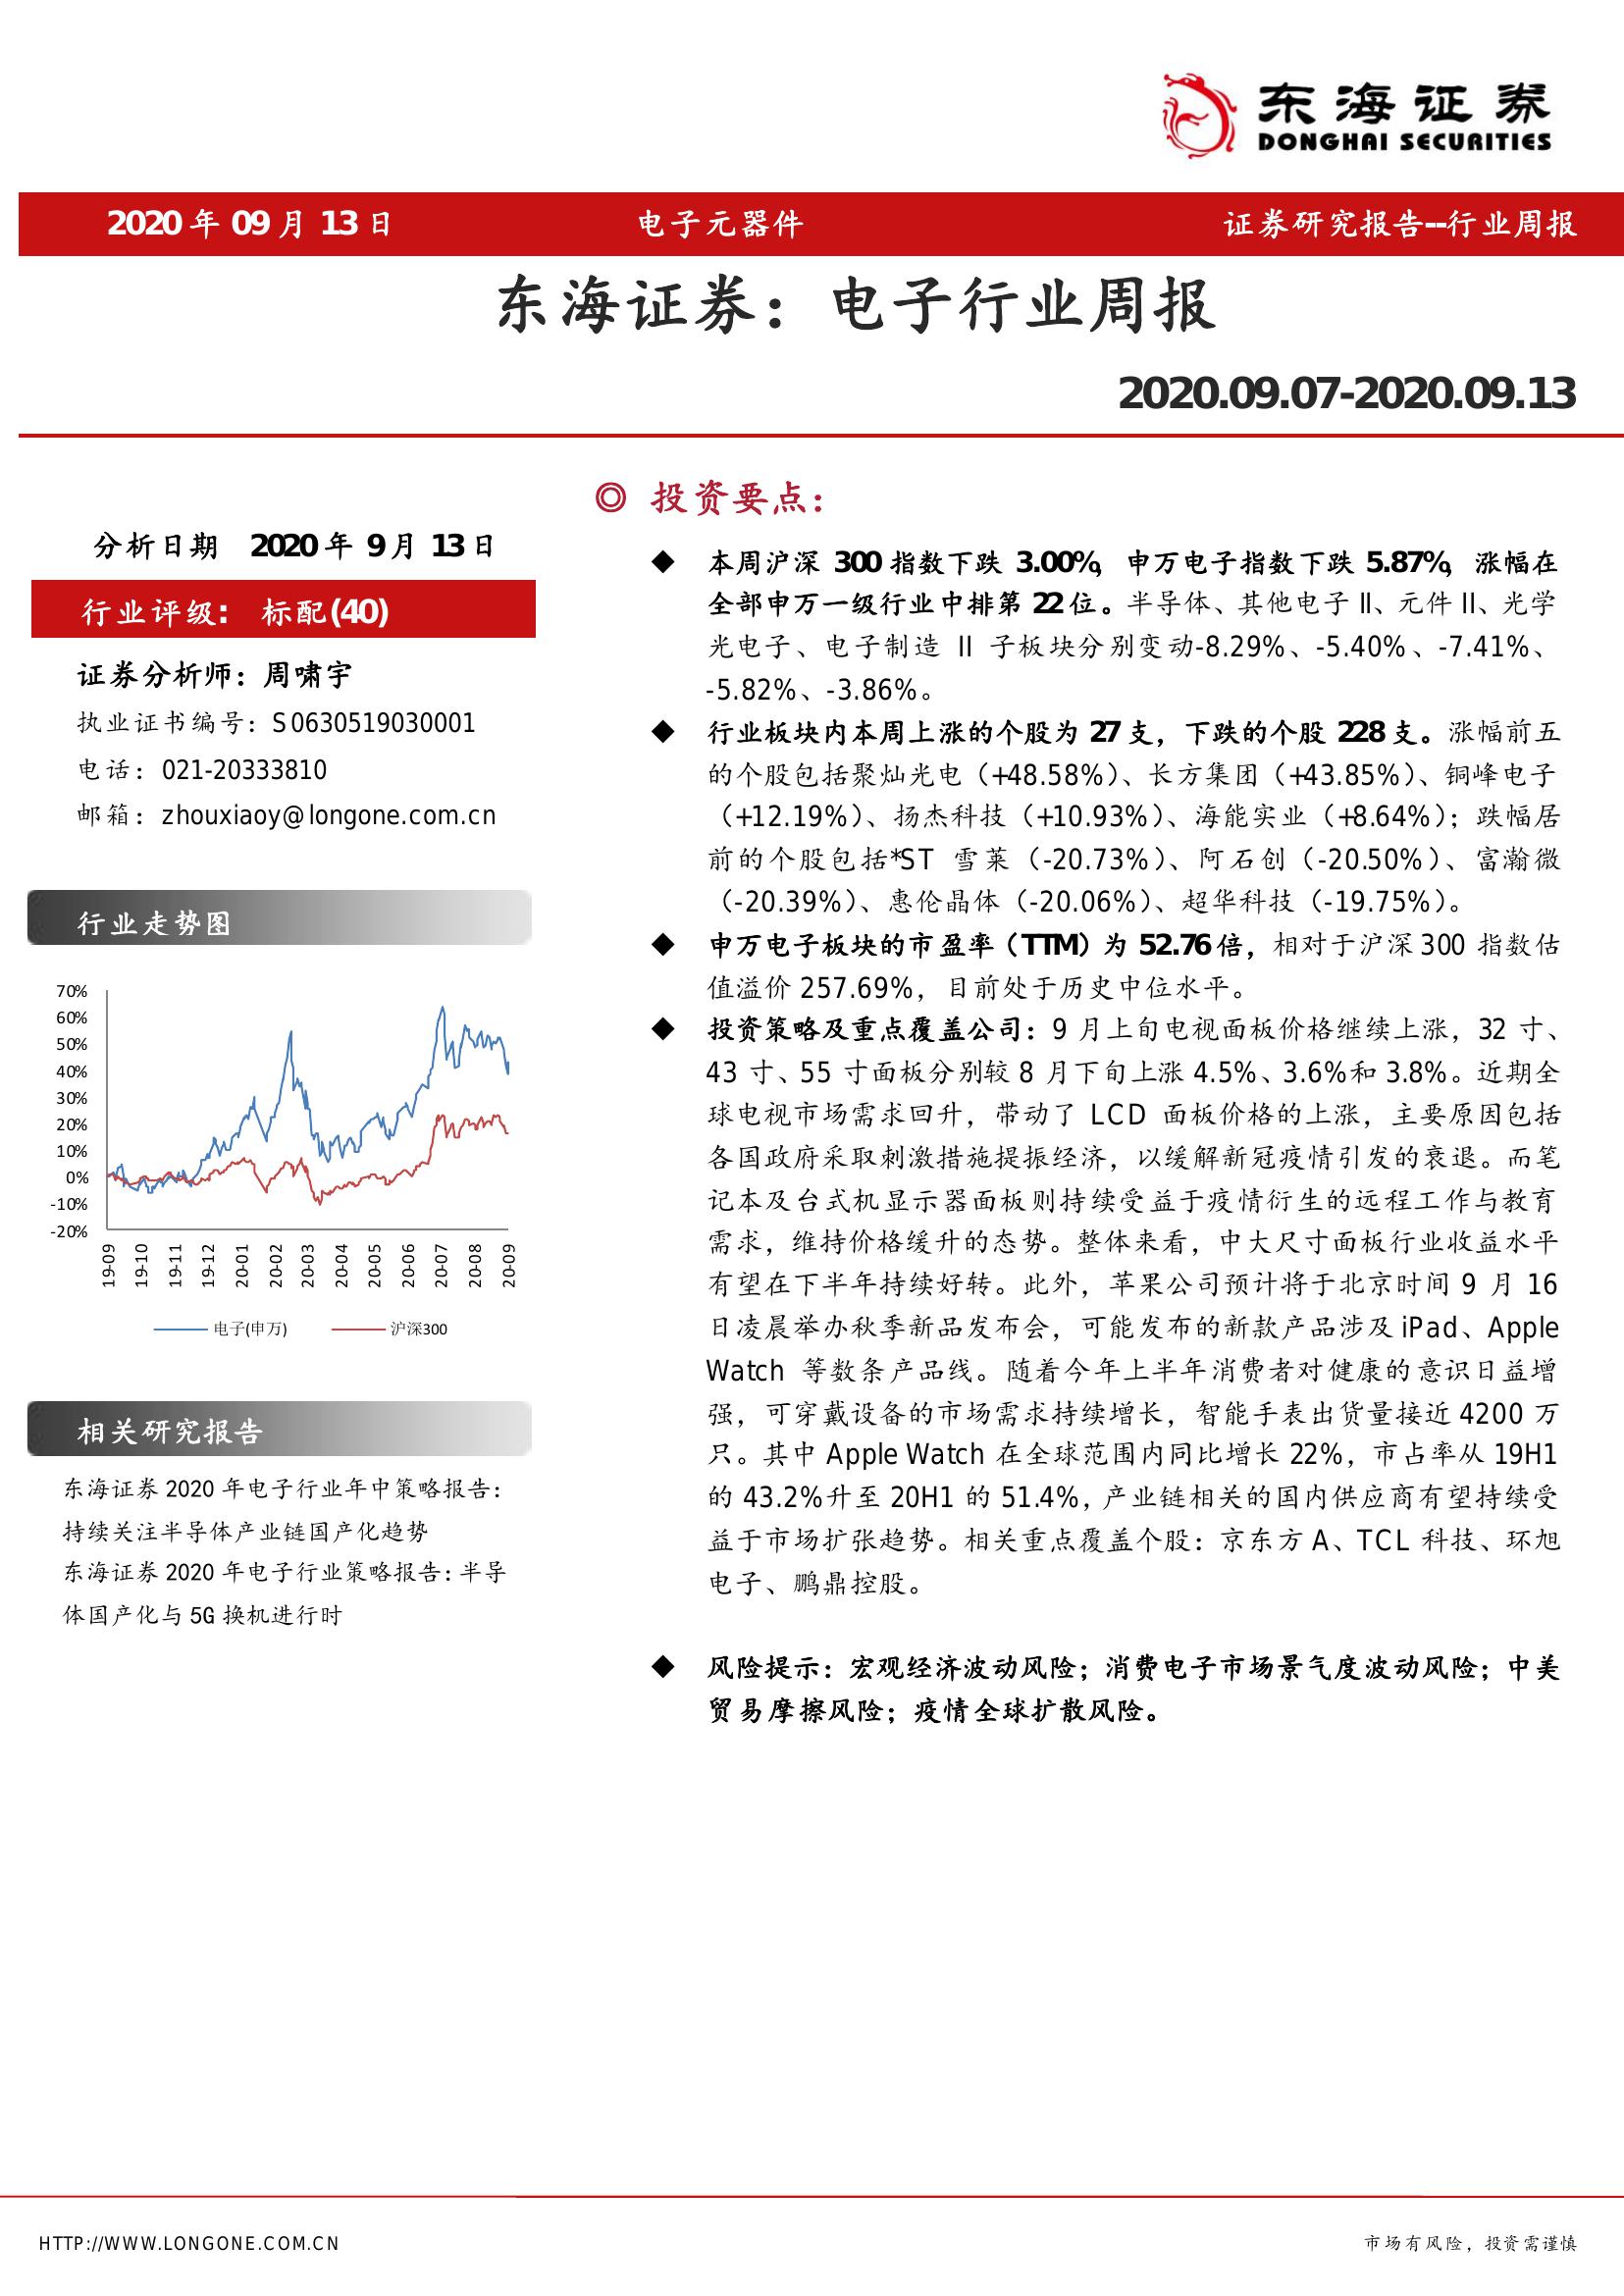 东海证券
DONGHAI SECURITIES
2020 年 09 月 13 日 电子元器件 证券研究报告--行业周报
东海证券：电子行业周报
2020.09.07-2020.09.13
分析日期 2020 年 9 月 13 日
行业评级： 标配(40)
证券分析师：周啸宇
执业证书编号：S0630519030001
电话：021-20333810
邮箱：zhouxiaoy@longone.com.cn
行业走势图
70%
60%
50%
40%
30%
20%
10%
0%
-10%
-20%
19-09
19-10
19-11
19-12
20-01
20-02
20-03
20-04
20-05
20-06
20-07
20-08
20-09
电子(申万) 沪深300
相关研究报告
东海证券 2020 年电子行业年中策略报告：
持续关注半导体产业链国产化趋势
东海证券 2020 年电子行业策略报告：半导
体国产化与 5G 换机进行时
◎ 投资要点：
◆ 本周沪深 300 指数下跌 3.00%，申万电子指数下跌 5.87%，涨幅在
全部申万一级行业中排第 22 位。半导体、其他电子 II、元件 II、光学
光电子、电子制造 II 子板块分别变动-8.29%、-5.40%、-7.41%、
-5.82%、-3.86%。
◆ 行业板块内本周上涨的个股为 27 支，下跌的个股 228 支。涨幅前五
的个股包括聚灿光电（+48.58%）、长方集团（+43.85%）、铜峰电子
（+12.19%）、扬杰科技（+10.93%）、海能实业（+8.64%）；跌幅居
前的个股包括*ST 雪莱（-20.73%）、阿石创（-20.50%）、富瀚微
（-20.39%）、惠伦晶体（-20.06%）、超华科技（-19.75%）。
◆ 申万电子板块的市盈率（TTM）为 52.76 倍，相对于沪深 300 指数估
值溢价 257.69%，目前处于历史中位水平。
◆ 投资策略及重点覆盖公司：9 月上旬电视面板价格继续上涨，32 寸、
43 寸、55 寸面板分别较 8 月下旬上涨 4.5%、3.6%和 3.8%。近期全
球电视市场需求回升，带动了 LCD 面板价格的上涨，主要原因包括
各国政府采取刺激措施提振经济，以缓解新冠疫情引发的衰退。而笔
记本及台式机显示器面板则持续受益于疫情衍生的远程工作与教育
需求，维持价格缓升的态势。整体来看，中大尺寸面板行业收益水平
有望在下半年持续好转。此外，苹果公司预计将于北京时间 9 月 16
日凌晨举办秋季新品发布会，可能发布的新款产品涉及 iPad、Apple
Watch 等数条产品线。随着今年上半年消费者对健康的意识日益增
强，可穿戴设备的市场需求持续增长，智能手表出货量接近 4200 万
只。其中 Apple Watch 在全球范围内同比增长 22%，市占率从 19H1
的 43.2%升至 20H1 的 51.4%，产业链相关的国内供应商有望持续受
益于市场扩张趋势。相关重点覆盖个股：京东方 A、TCL 科技、环旭
电子、鹏鼎控股。
◆ 风险提示：宏观经济波动风险；消费电子市场景气度波动风险；中美
贸易摩擦风险；疫情全球扩散风险。
HTTP://WWW.LONGONE.COM.CN 市场有风险，投资需谨慎